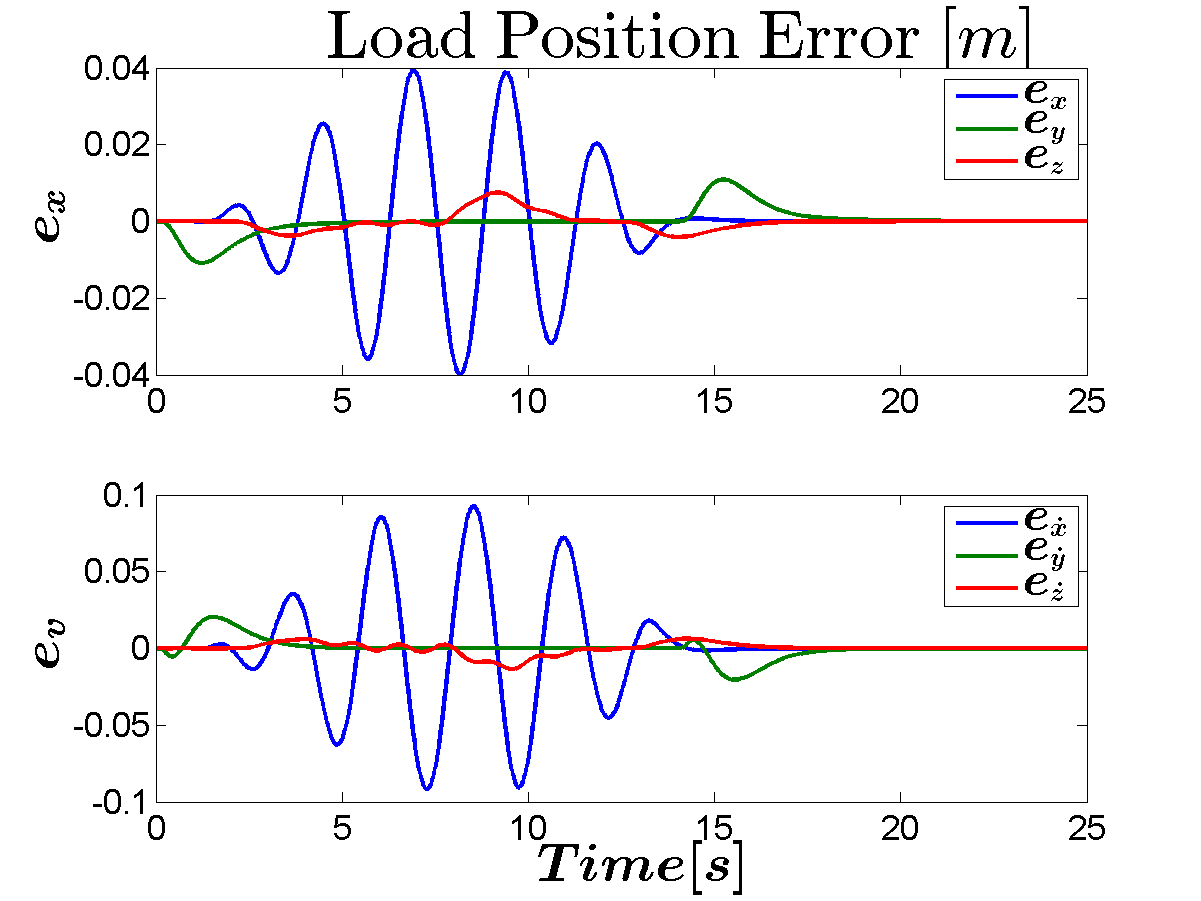 Load Position Error [m]
0.04
0.02
0
-0.02
-0.04
e_x
e_x
e_y
e_z
0 5 10 15 20 25
0.1
0.05
0
-0.05
-0.1
e_v
e_ẋ
e_ẏ
e_ż
0 5 10 15 20 25
Time[s]